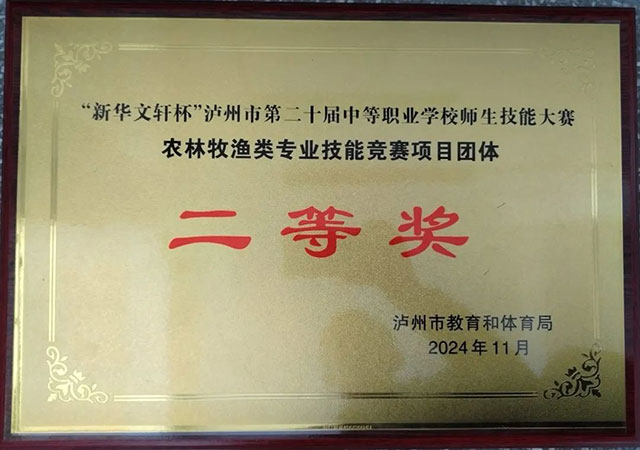 “新华文轩杯”泸州市第二十届中等职业学校师生技能大赛
农林牧渔类专业技能竞赛项目团体
二等奖
泸州市教育和体育局
2024年11月